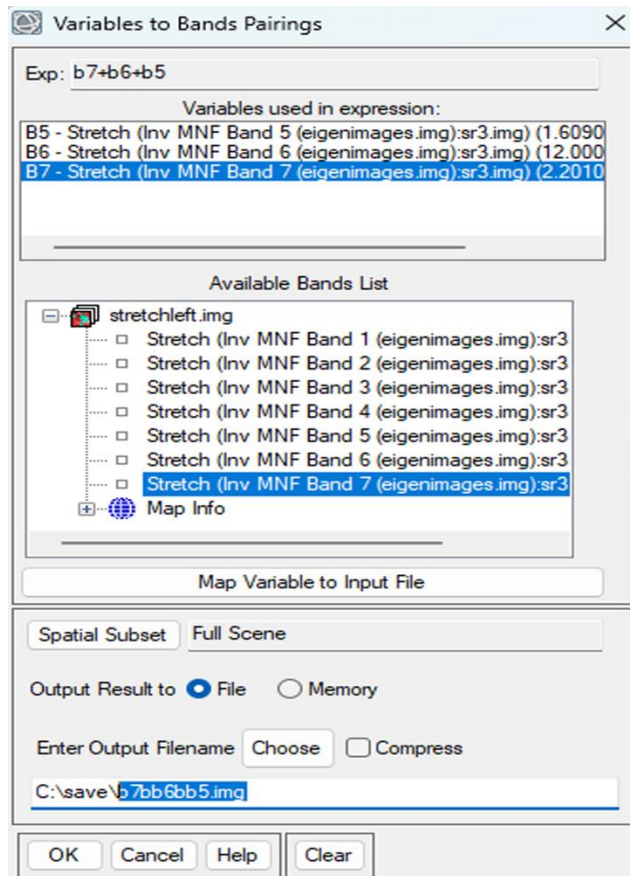 Variables to Bands Pairings
Exp: b7+b6+b5
Variables used in expression:
B5 - Stretch (Inv MNF Band 5 (eigenimages.img):sr3.img) (1.6090
B6 - Stretch (Inv MNF Band 6 (eigenimages.img):sr3.img) (12.000
B7 - Stretch (Inv MNF Band 7 (eigenimages.img):sr3.img) (2.2010
Available Bands List
stretchleft.img
Stretch (Inv MNF Band 1 (eigenimages.img):sr3
Stretch (Inv MNF Band 2 (eigenimages.img):sr3
Stretch (Inv MNF Band 3 (eigenimages.img):sr3
Stretch (Inv MNF Band 4 (eigenimages.img):sr3
Stretch (Inv MNF Band 5 (eigenimages.img):sr3
Stretch (Inv MNF Band 6 (eigenimages.img):sr3
Stretch (Inv MNF Band 7 (eigenimages.img):sr3
Map Info
Map Variable to Input File
Spatial Subset Full Scene
Output Result to File Memory
Enter Output Filename Choose Compress
C:\save\b7bb6bb5.img
OK Cancel Help Clear